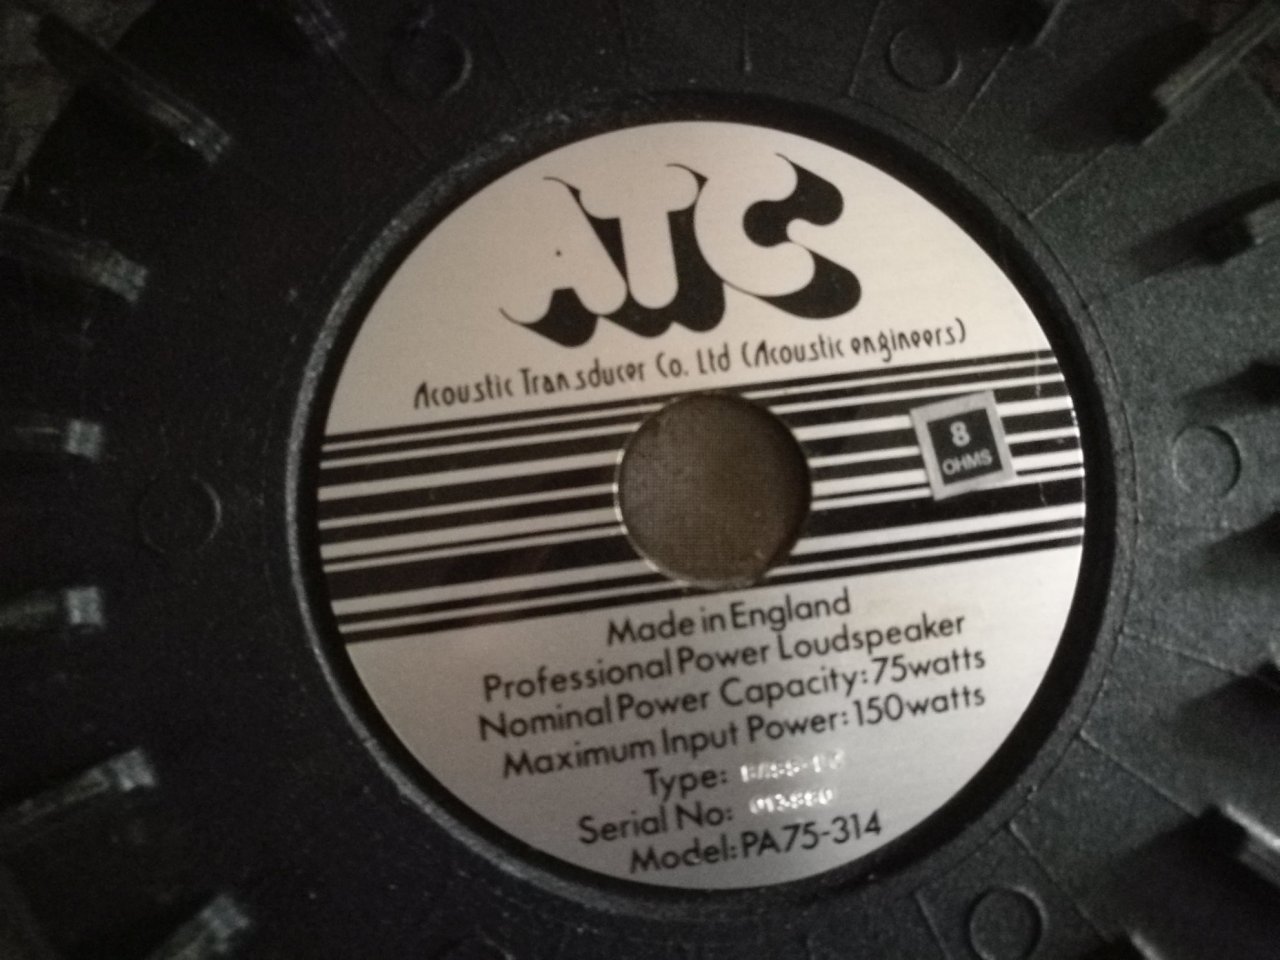 ATC
Acoustic Transducer Co. Ltd (Acoustic engineers)
8
OHMS
Made in England
Professional Power Loudspeaker
Nominal Power Capacity: 75watts
Maximum Input Power: 150watts
Type:
Serial No:
Model: PA75-314